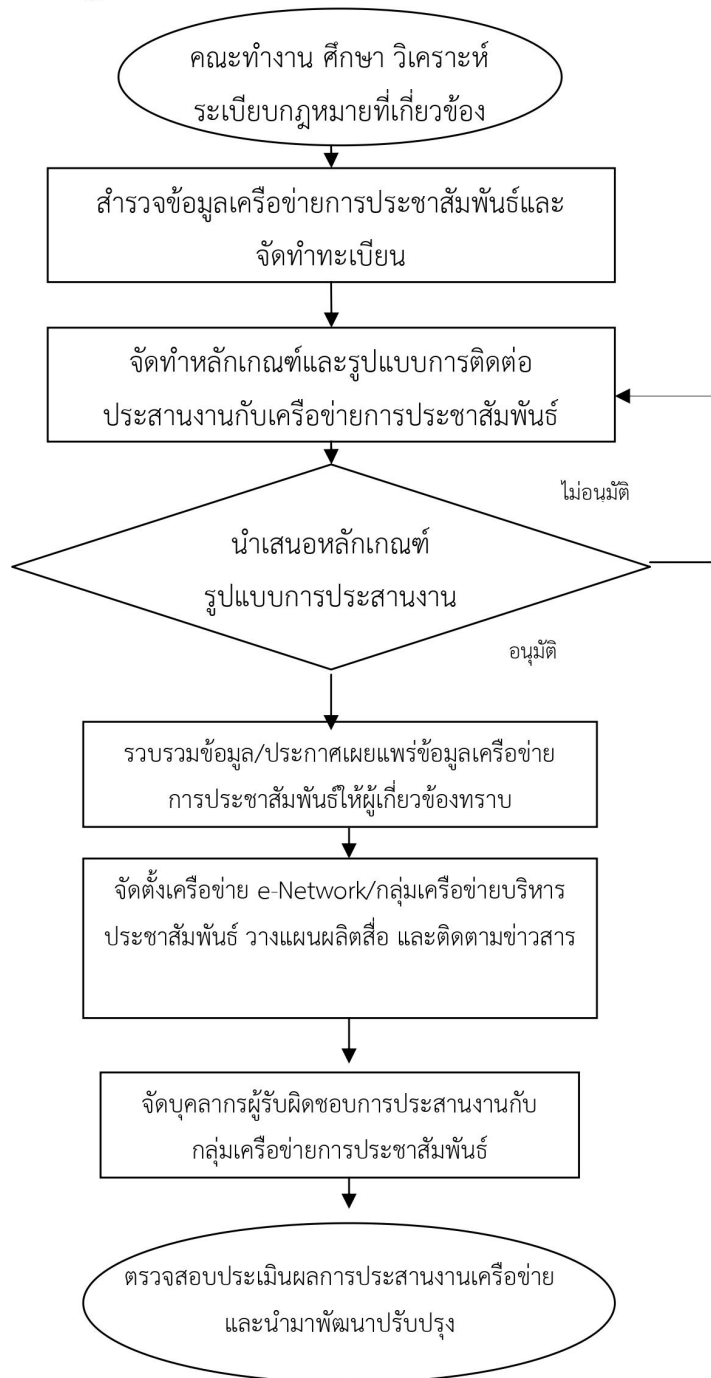 คณะทำงาน ศึกษา วิเคราะห์
ระเบียบกฎหมายที่เกี่ยวข้อง
สำรวจข้อมูลเครือข่ายการประชาสัมพันธ์และ
จัดทำทะเบียน
จัดทำหลักเกณฑ์และรูปแบบการติดต่อ
ประสานงานกับเครือข่ายการประชาสัมพันธ์
ไม่อนุมัติ
นำเสนอหลักเกณฑ์
รูปแบบการประสานงาน
อนุมัติ
รวบรวมข้อมูล/ประกาศเผยแพร่ข้อมูลเครือข่าย
การประชาสัมพันธ์ให้ผู้เกี่ยวข้องทราบ
จัดตั้งเครือข่าย e-Network/กลุ่มเครือข่ายบริหาร
ประชาสัมพันธ์ วางแผนผลิตสื่อ และติดตามข่าวสาร
จัดบุคลากรผู้รับผิดชอบการประสานงานกับ
กลุ่มเครือข่ายการประชาสัมพันธ์
ตรวจสอบประเมินผลการประสานงานเครือข่าย
และนำมาพัฒนาปรับปรุง